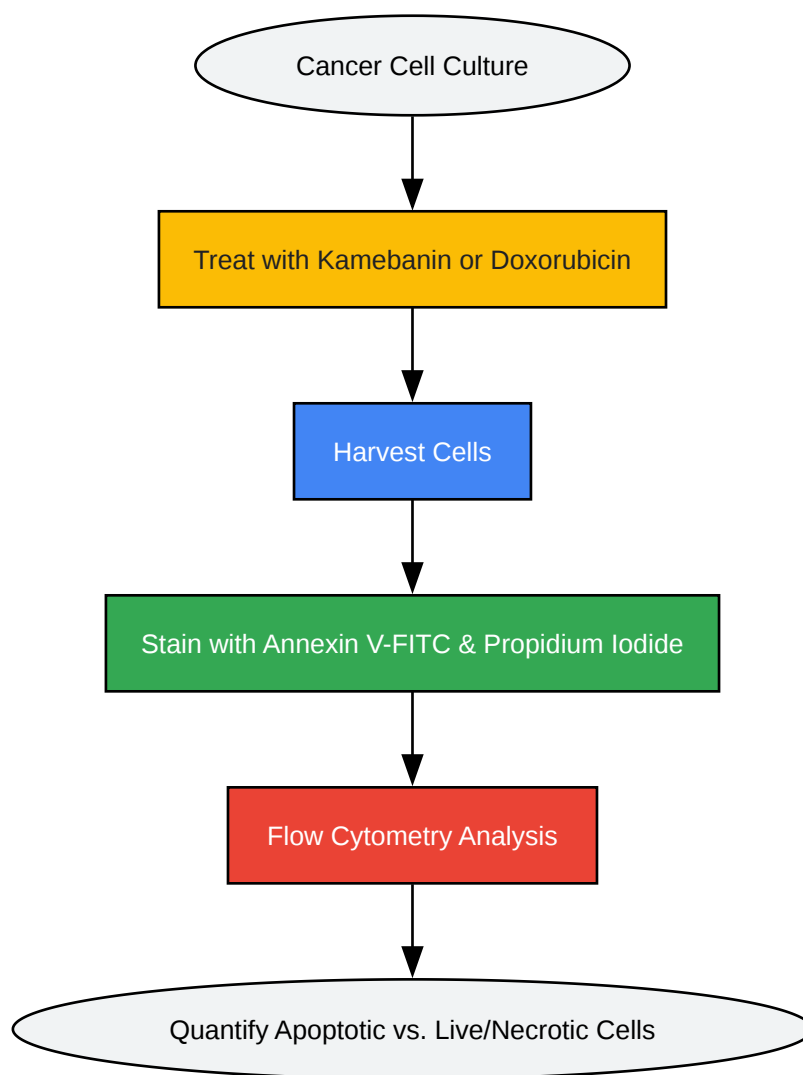 Cancer Cell Culture
Treat with Kamebanin or Doxorubicin
Harvest Cells
Stain with Annexin V-FITC & Propidium Iodide
Flow Cytometry Analysis
Quantify Apoptotic vs. Live/Necrotic Cells